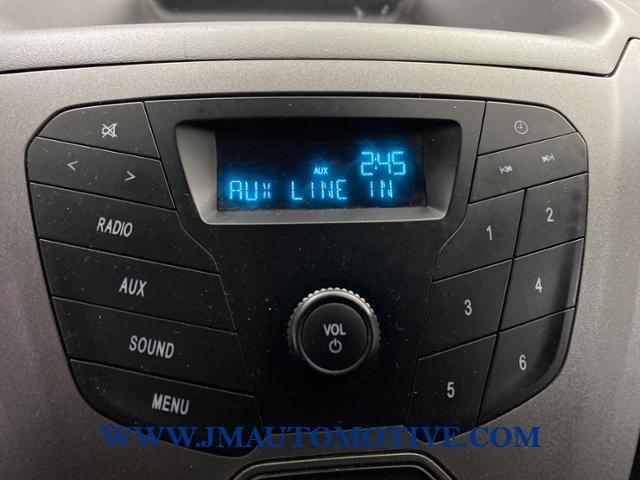 2:45
AUX
AUX LINE IN
< >
RADIO
AUX
SOUND
MENU
VOL
1
2
3
4
5
6
WWW.JMAUTOMOTIVE.COM